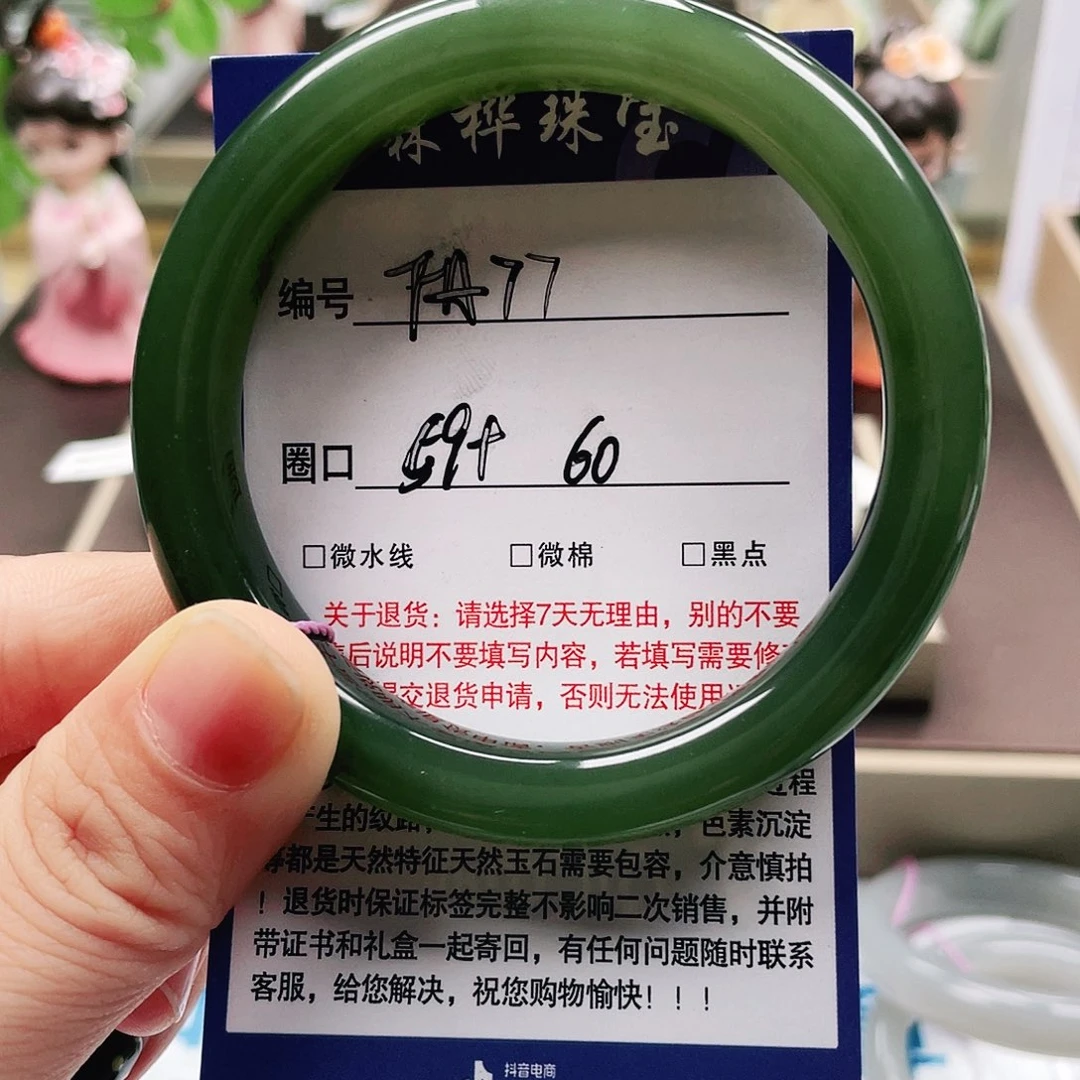 森桦珠宝
编号 TA77
圈口 59+ 60
□微水线 □微棉 □黑点
关于退货：请选择7天无理由，别的不要
后说明不要填写内容，若填写需要修
交退货申请，否则无法使用
过程
产生的纹路， ，色素沉淀
等都是天然特征天然玉石需要包容，介意慎拍
！退货时保证标签完整不影响二次销售，并附
带证书和礼盒一起寄回，有任何问题随时联系
客服，给您解决，祝您购物愉快！！！
抖音电商